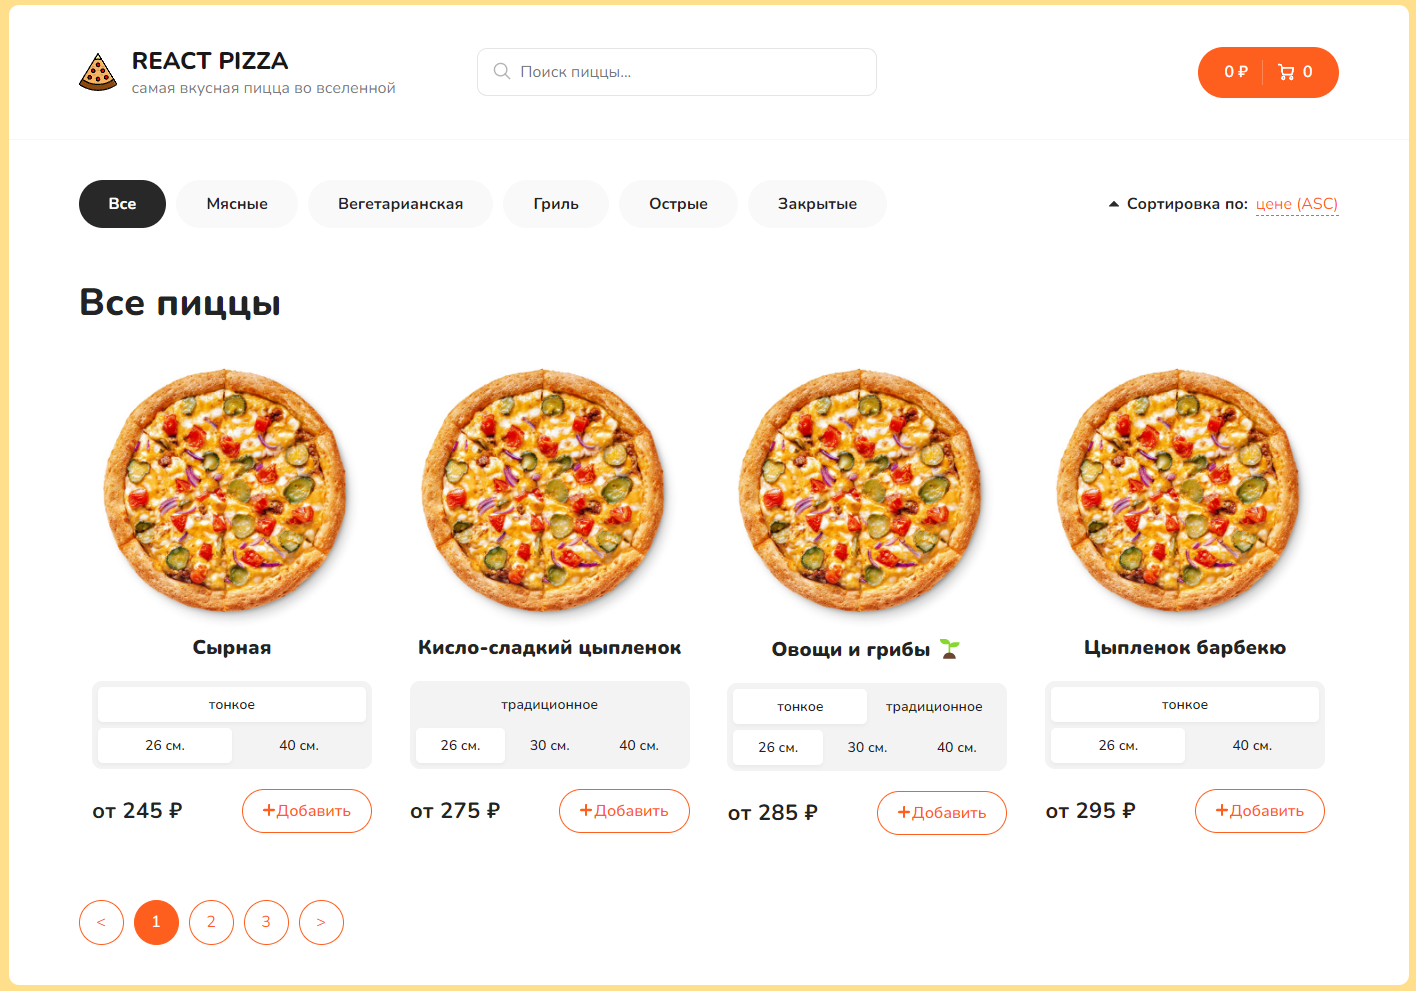 REACT PIZZA
самая вкусная пицца во вселенной
Поиск пиццы...
0 ₽ 0
Все Мясные Вегетарианская Гриль Острые Закрытые Сортировка по: цене (ASC)
Все пиццы
Сырная
тонкое
26 см. 40 см.
от 245 ₽ +Добавить
Кисло-сладкий цыпленок
традиционное
26 см. 30 см. 40 см.
от 275 ₽ +Добавить
Овощи и грибы 🌱
тонкое традиционное
26 см. 30 см. 40 см.
от 285 ₽ +Добавить
Цыпленок барбекю
тонкое
26 см. 40 см.
от 295 ₽ +Добавить
< 1 2 3 >